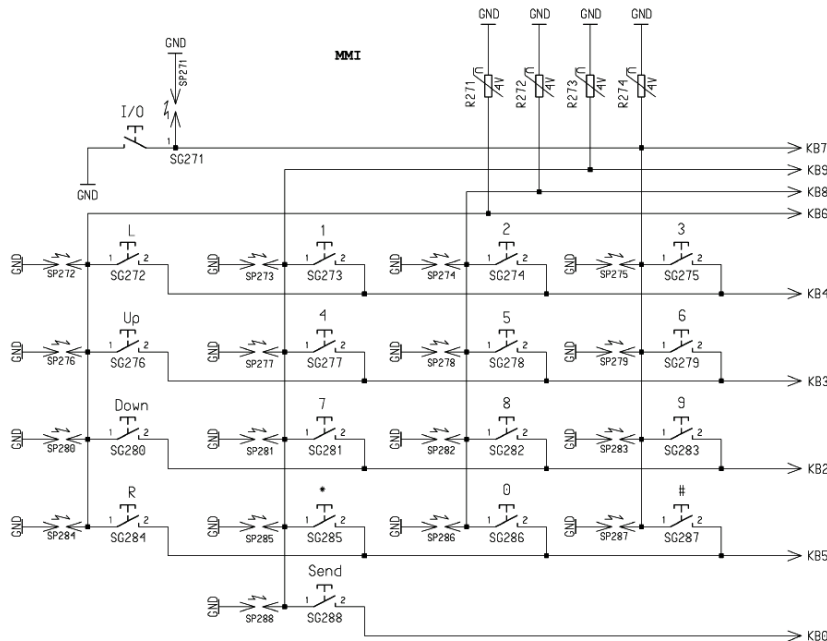 GND GND GND GND
GND MMI
SP271 R271 4V R272 4V R273 4V R274 4V
I/O
1
SG271 KB7
KB9
GND KB8
KB6
L 1 2 3
GND SP272 1 2 SG272 GND SP273 1 2 SG273 GND SP274 1 2 SG274 GND SP275 1 2 SG275
KB4
Up 4 5 6
GND SP276 1 2 SG276 GND SP277 1 2 SG277 GND SP278 1 2 SG278 GND SP279 1 2 SG279
KB3
Down 7 8 9
GND SP280 1 2 SG280 GND SP281 1 2 SG281 GND SP282 1 2 SG282 GND SP283 1 2 SG283
KB2
R * 0 #
GND SP284 1 2 SG284 GND SP285 1 2 SG285 GND SP286 1 2 SG286 GND SP287 1 2 SG287
KB5
Send
GND SP288 1 2 SG288
KB0